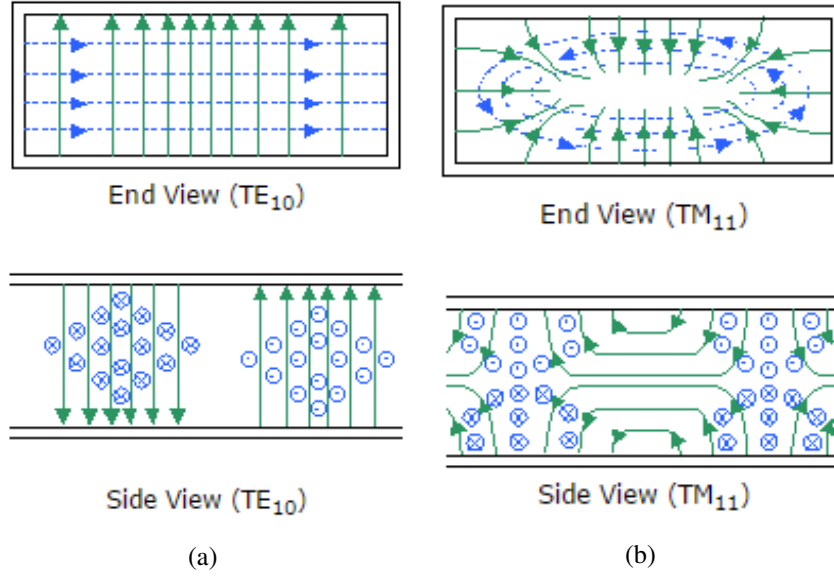 End View (TE₁₀)
End View (TM₁₁)
Side View (TE₁₀)
Side View (TM₁₁)
(a)
(b)